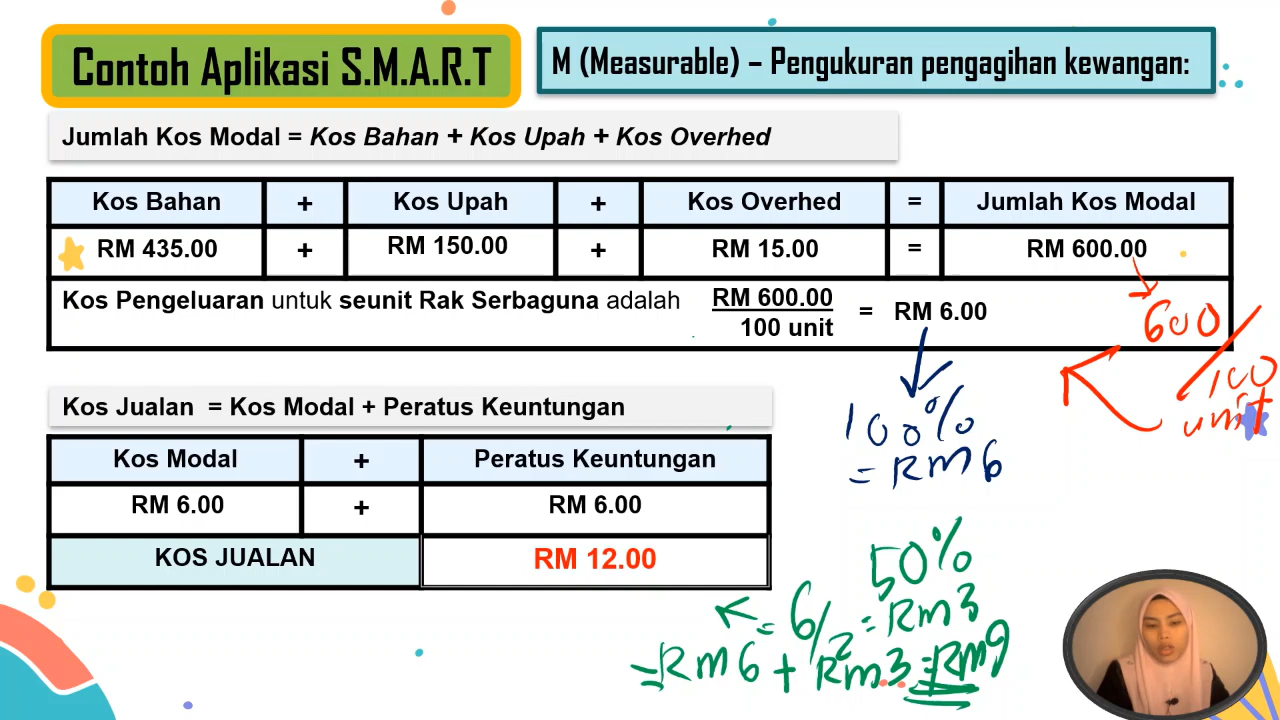 Contoh Aplikasi S.M.A.R.T
M (Measurable) – Pengukuran pengagihan kewangan:
Jumlah Kos Modal = Kos Bahan + Kos Upah + Kos Overhed
Kos Bahan + Kos Upah + Kos Overhed = Jumlah Kos Modal
RM 435.00 + RM 150.00 + RM 15.00 = RM 600.00
Kos Pengeluaran untuk seunit Rak Serbaguna adalah RM 600.00 = RM 6.00
100 unit
600/
100
unit
Kos Jualan = Kos Modal + Peratus Keuntungan
Kos Modal + Peratus Keuntungan
RM 6.00 + RM 6.00
KOS JUALAN RM 12.00
100%
= RM6
50%
= 6/2 = Rm3
= Rm6 + Rm3 = Rm9